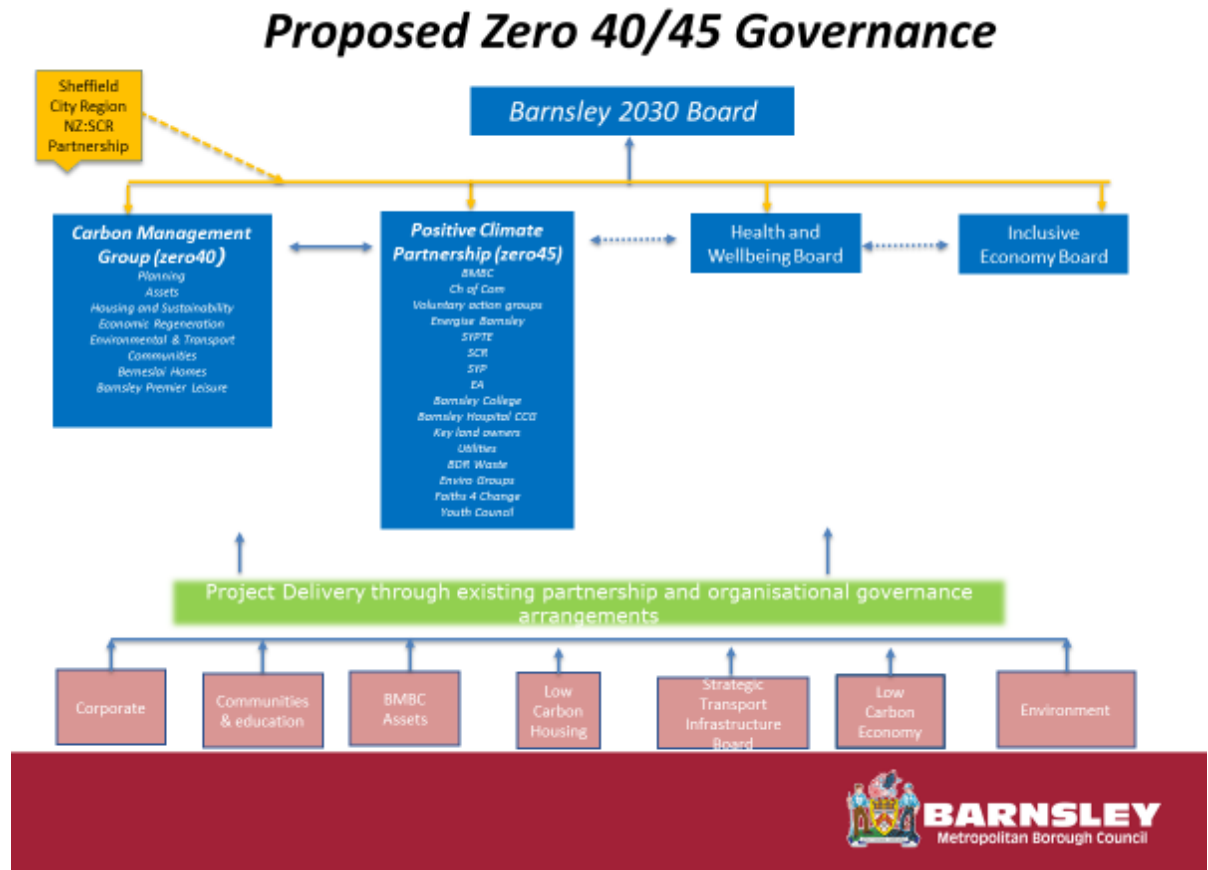 Proposed Zero 40/45 Governance
Sheffield
City Region
NZ:SCR
Partnership
Barnsley 2030 Board
Carbon Management
Group (zero40)
Planning
Assets
Housing and Sustainability
Economic Regeneration
Environmental & Transport
Communities
Berneslai Homes
Barnsley Premier Leisure
Positive Climate
Partnership (zero45)
BMBC
Ch of Com
Voluntary action groups
Energise Barnsley
SYPTE
SCR
SYP
EA
Barnsley College
Barnsley Hospital CCG
Key land owners
Utilities
BDR Waste
Enviro Groups
Faiths 4 Change
Youth Council
Health and
Wellbeing Board
Inclusive
Economy Board
Project Delivery through existing partnership and organisational governance
arrangements
Corporate
Communities
& education
BMBC
Assets
Low
Carbon
Housing
Strategic
Transport
Infrastructure
Board
Low
Carbon
Economy
Environment
BARNSLEY
Metropolitan Borough Council